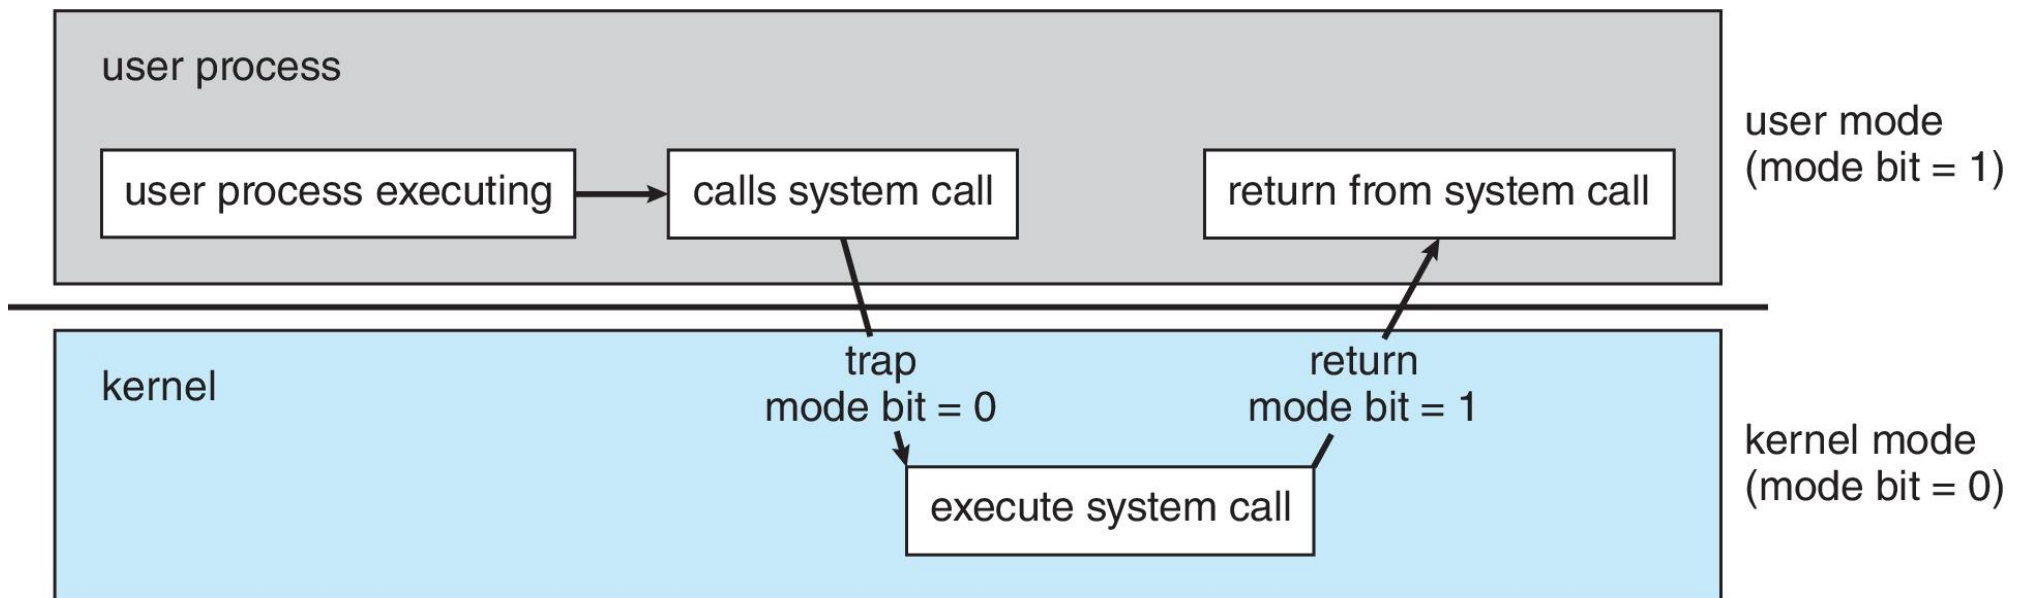 user process
user process executing
calls system call
return from system call
user mode
(mode bit = 1)
kernel
trap
mode bit = 0
return
mode bit = 1
execute system call
kernel mode
(mode bit = 0)